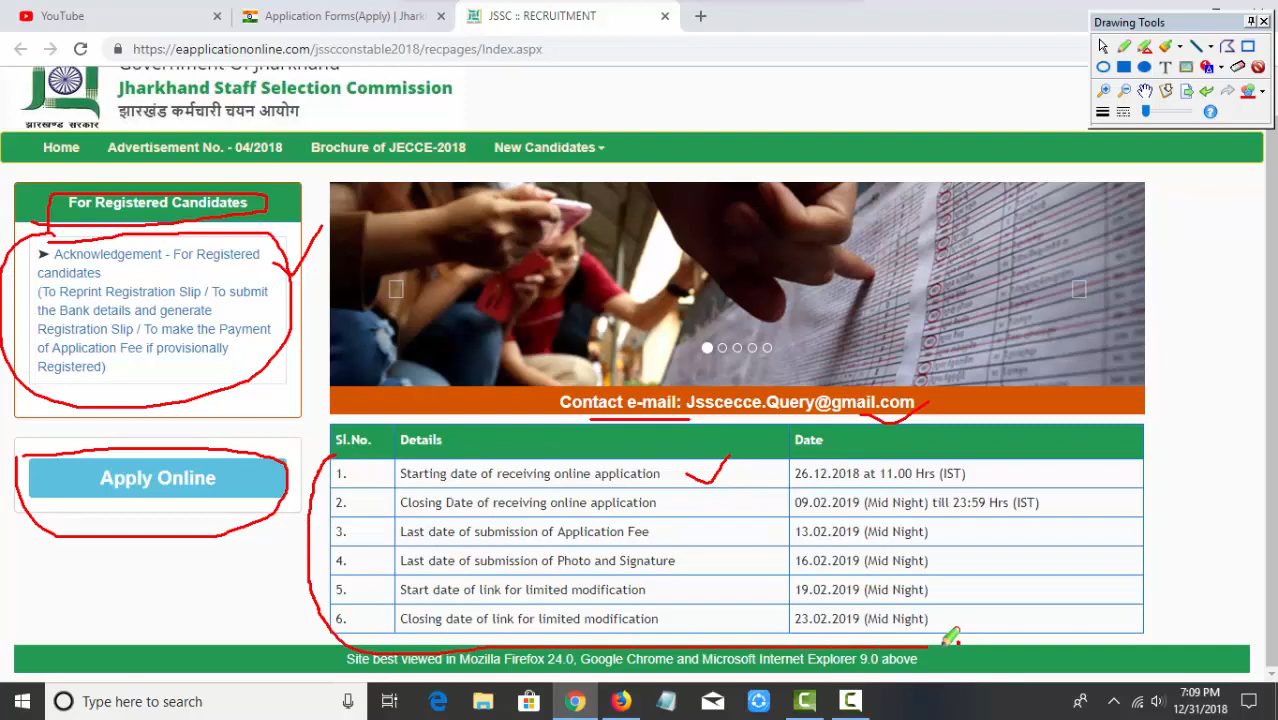 YouTube
Application Forms(Apply) | Jharkh
JSSC :: RECRUITMENT
Drawing Tools
https://eapplicationonline.com/jsscconstable2018/recpages/Index.aspx
Government Of Jharkhand
Jharkhand Staff Selection Commission
झारखंड कर्मचारी चयन आयोग
झारखण्ड सरकार
Home
Advertisement No. - 04/2018
Brochure of JECCE-2018
New Candidates
For Registered Candidates
➤ Acknowledgement - For Registered
candidates
(To Reprint Registration Slip / To submit
the Bank details and generate
Registration Slip / To make the Payment
of Application Fee if provisionally
Registered)
Apply Online
Contact e-mail: Jsscecce.Query@gmail.com
Sl.No. Details Date
1. Starting date of receiving online application 26.12.2018 at 11.00 Hrs (IST)
2. Closing Date of receiving online application 09.02.2019 (Mid Night) till 23:59 Hrs (IST)
3. Last date of submission of Application Fee 13.02.2019 (Mid Night)
4. Last date of submission of Photo and Signature 16.02.2019 (Mid Night)
5. Start date of link for limited modification 19.02.2019 (Mid Night)
6. Closing date of link for limited modification 23.02.2019 (Mid Night)
Site best viewed in Mozilla Firefox 24.0, Google Chrome and Microsoft Internet Explorer 9.0 above
Type here to search
7:09 PM
12/31/2018